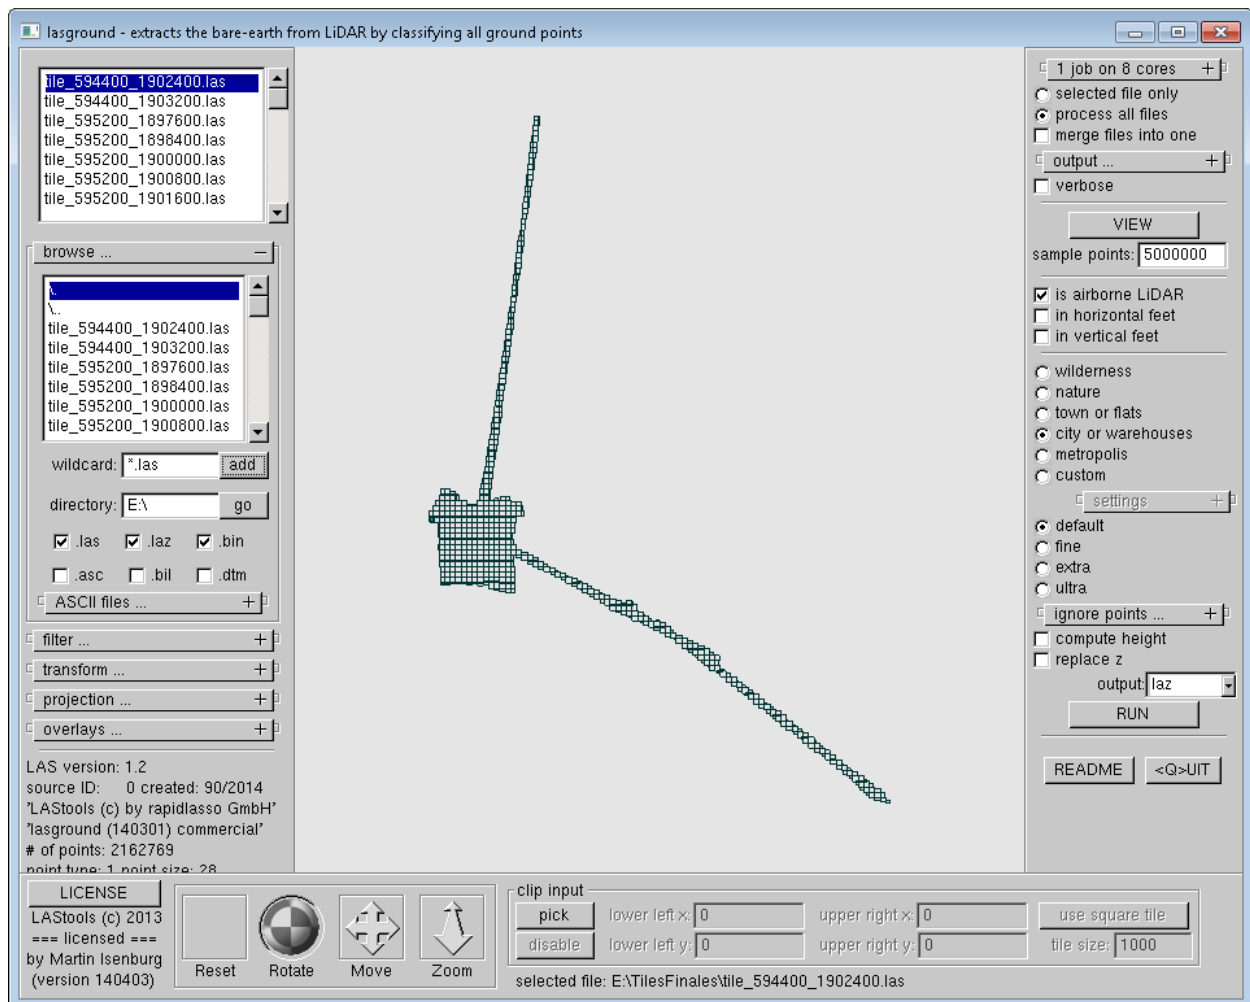 lasground - extracts the bare-earth from LiDAR by classifying all ground points
tile_594400_1902400.las
tile_594400_1903200.las
tile_595200_1897600.las
tile_595200_1898400.las
tile_595200_1900000.las
tile_595200_1900800.las
tile_595200_1901600.las
browse ...
\.
\..
tile_594400_1902400.las
tile_594400_1903200.las
tile_595200_1897600.las
tile_595200_1898400.las
tile_595200_1900000.las
tile_595200_1900800.las
wildcard: *.las add
directory: E:\ go
.las .laz .bin
.asc .bil .dtm
ASCII files ...
filter ...
transform ...
projection ...
overlays ...
LAS version: 1.2
source ID: 0 created: 90/2014
'LAStools (c) by rapidlasso GmbH'
'lasground (140301) commercial'
# of points: 2162769
point type: 1 point size: 28
1 job on 8 cores
selected file only
process all files
merge files into one
output ...
verbose
VIEW
sample points: 5000000
is airborne LiDAR
in horizontal feet
in vertical feet
wilderness
nature
town or flats
city or warehouses
metropolis
custom
settings
default
fine
extra
ultra
ignore points ...
compute height
replace z
output: laz
RUN
README <Q>UIT
LICENSE
LAStools (c) 2013
=== licensed ===
by Martin Isenburg
(version 140403)
Reset Rotate Move Zoom
clip input
pick lower left x: 0 upper right x: 0 use square tile
disable lower left y: 0 upper right y: 0 tile size: 1000
selected file: E:\TilesFinales\tile_594400_1902400.las